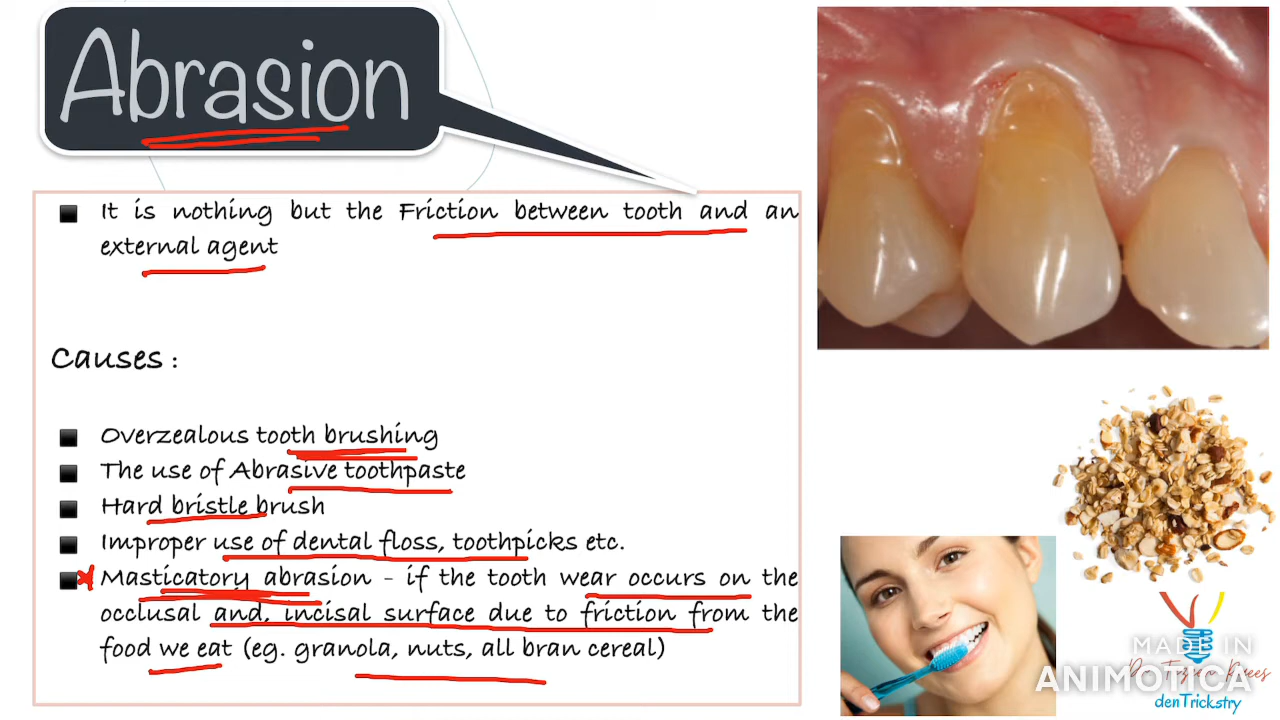 Abrasion
It is nothing but the Friction between tooth and an
external agent
Causes :
Overzealous tooth brushing
The use of Abrasive toothpaste
Hard bristle brush
Improper use of dental floss, toothpicks etc.
Masticatory abrasion - if the tooth wear occurs on the
occlusal and, incisal surface due to friction from the
food we eat (eg. granola, nuts, all bran cereal)
MADE IN
ANIMOTICA
denTrickstry